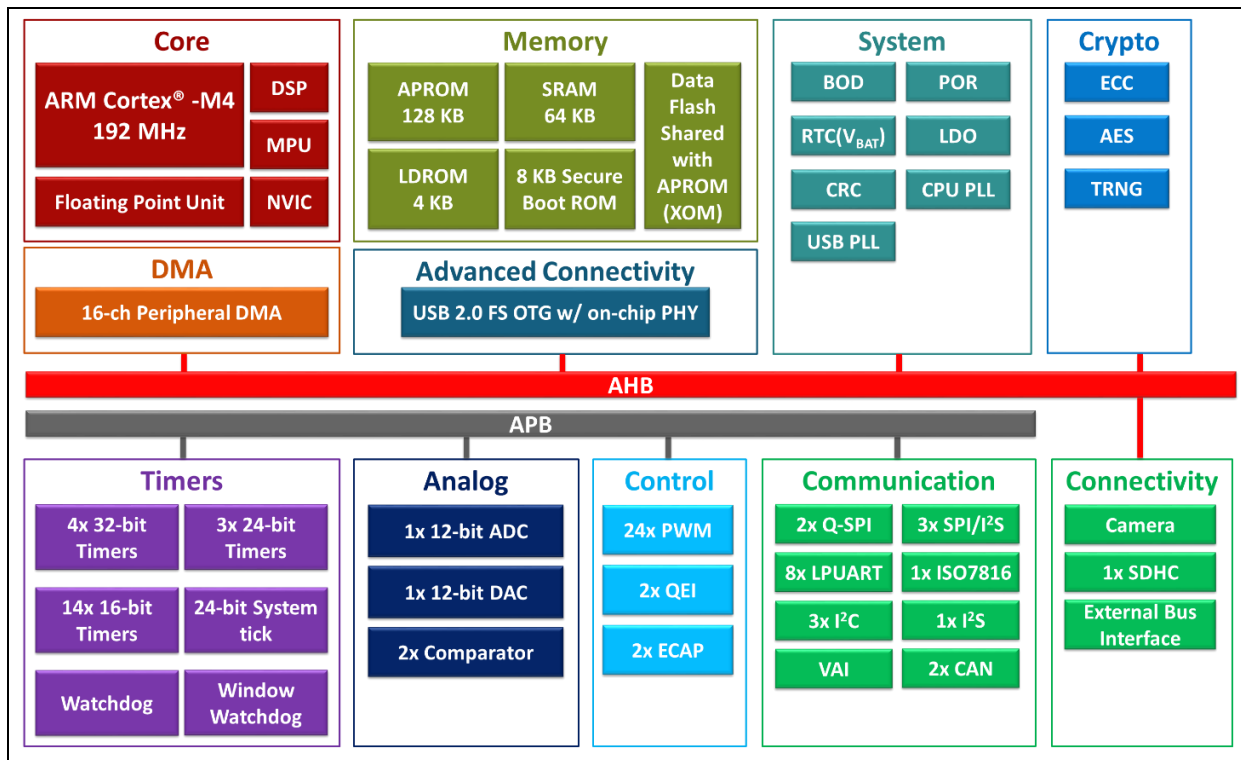 Core
ARM Cortex® -M4
192 MHz
DSP
MPU
Floating Point Unit
NVIC
Memory
APROM
128 KB
SRAM
64 KB
Data
Flash
Shared
with
APROM
(XOM)
LDROM
4 KB
8 KB Secure
Boot ROM
System
BOD
POR
RTC(VBAT)
LDO
CRC
CPU PLL
USB PLL
Crypto
ECC
AES
TRNG
DMA
16-ch Peripheral DMA
Advanced Connectivity
USB 2.0 FS OTG w/ on-chip PHY
AHB
APB
Timers
4x 32-bit
Timers
3x 24-bit
Timers
14x 16-bit
Timers
24-bit System
tick
Watchdog
Window
Watchdog
Analog
1x 12-bit ADC
1x 12-bit DAC
2x Comparator
Control
24x PWM
2x QEI
2x ECAP
Communication
2x Q-SPI
3x SPI/I²S
8x LPUART
1x ISO7816
3x I²C
1x I²S
VAI
2x CAN
Connectivity
Camera
1x SDHC
External Bus
Interface